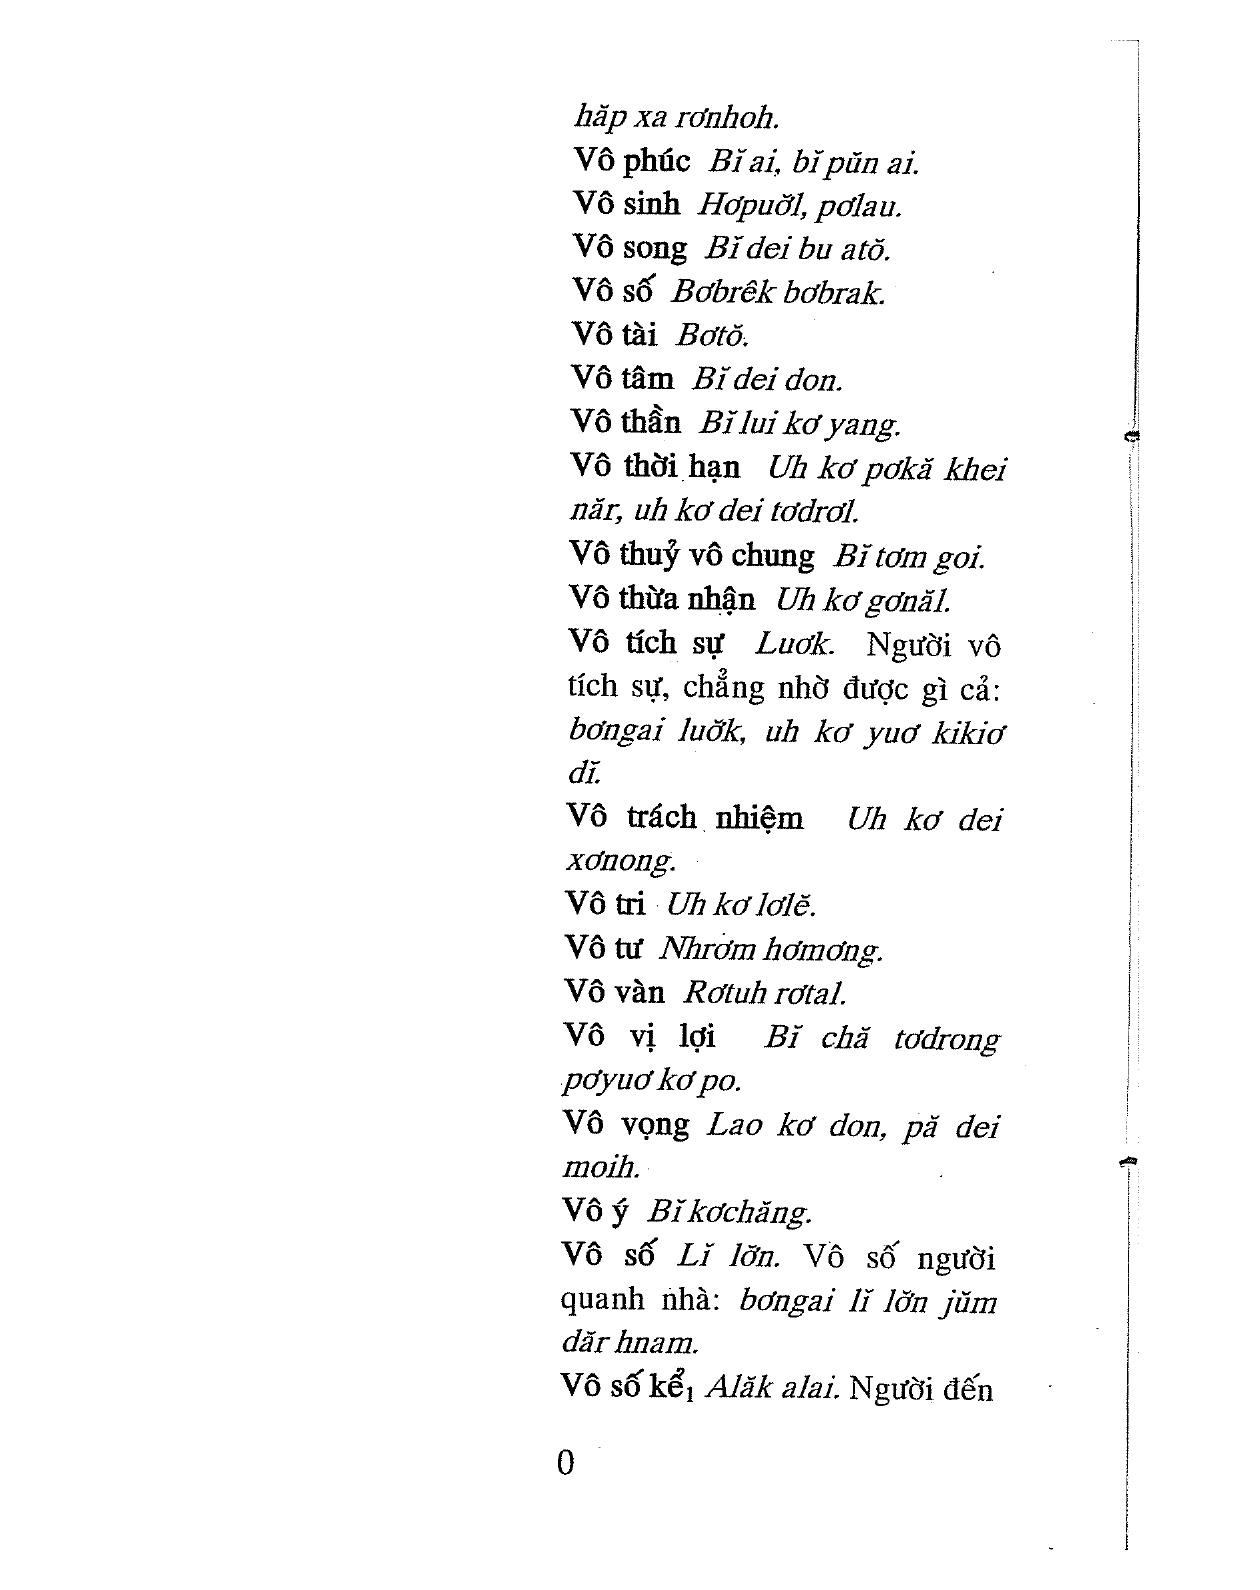 hăp xa rơnhoh.
Vô phúc Bĭ ai, bĭ pŭn ai.
Vô sinh Hơpuơ̆l, pơlau.
Vô song Bĭ dei bu atŏ.
Vô số Bơbrêk bơbrak.
Vô tài Bơtŏ.
Vô tâm Bĭ dei don.
Vô thần Bĭ lui kơ yang.
Vô thời hạn Uh kơ pơkă khei
năr, uh kơ dei tơdrơl.
Vô thuỷ vô chung Bĭ tơm goi.
Vô thừa nhận Uh kơ gơnăl.
Vô tích sự Luơk. Người vô
tích sự, chẳng nhờ được gì cả:
bơngai luơ̆k, uh kơ yuơ kikiơ
dĭ.
Vô trách nhiệm Uh kơ dei
xơnong.
Vô tri Uh kơ lơlĕ.
Vô tư Nhrơm hơmơng.
Vô vàn Rơtuh rơtal.
Vô vị lợi Bĭ chă tơdrong
pơyuơ kơ po.
Vô vọng Lao kơ don, pă dei
moih.
Vô ý Bĭ kơchăng.
Vô số Lĭ lơ̆n. Vô số người
quanh nhà: bơngai lĭ lơ̆n jŭm
dăr hnam.
Vô số kể₁ Alăk alai. Người đến
0